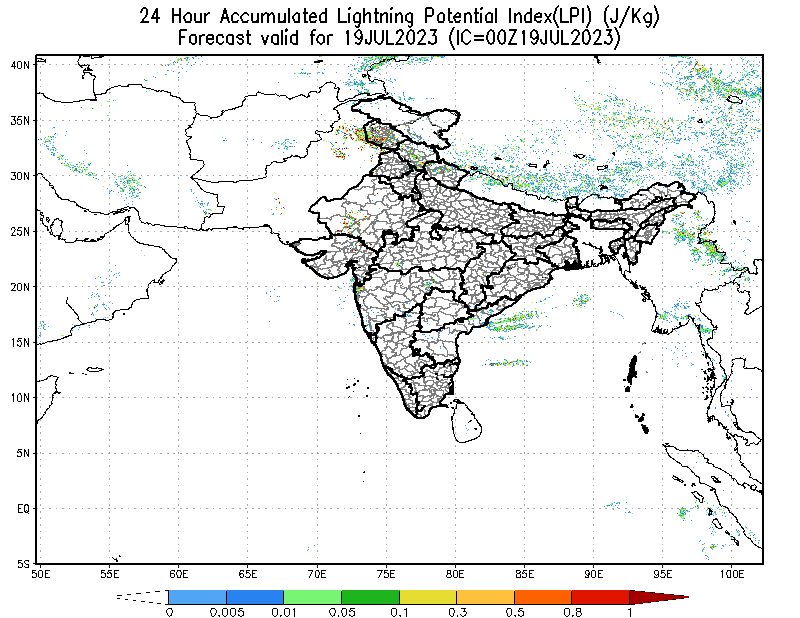 24 Hour Accumulated Lightning Potential Index(LPI) (J/Kg)
Forecast valid for 19JUL2023 (IC=00Z19JUL2023)
40N
35N
30N
25N
20N
15N
10N
5N
EQ
5S
50E 55E 60E 65E 70E 75E 80E 85E 90E 95E 100E
0 0.005 0.01 0.05 0.1 0.3 0.5 0.8 1